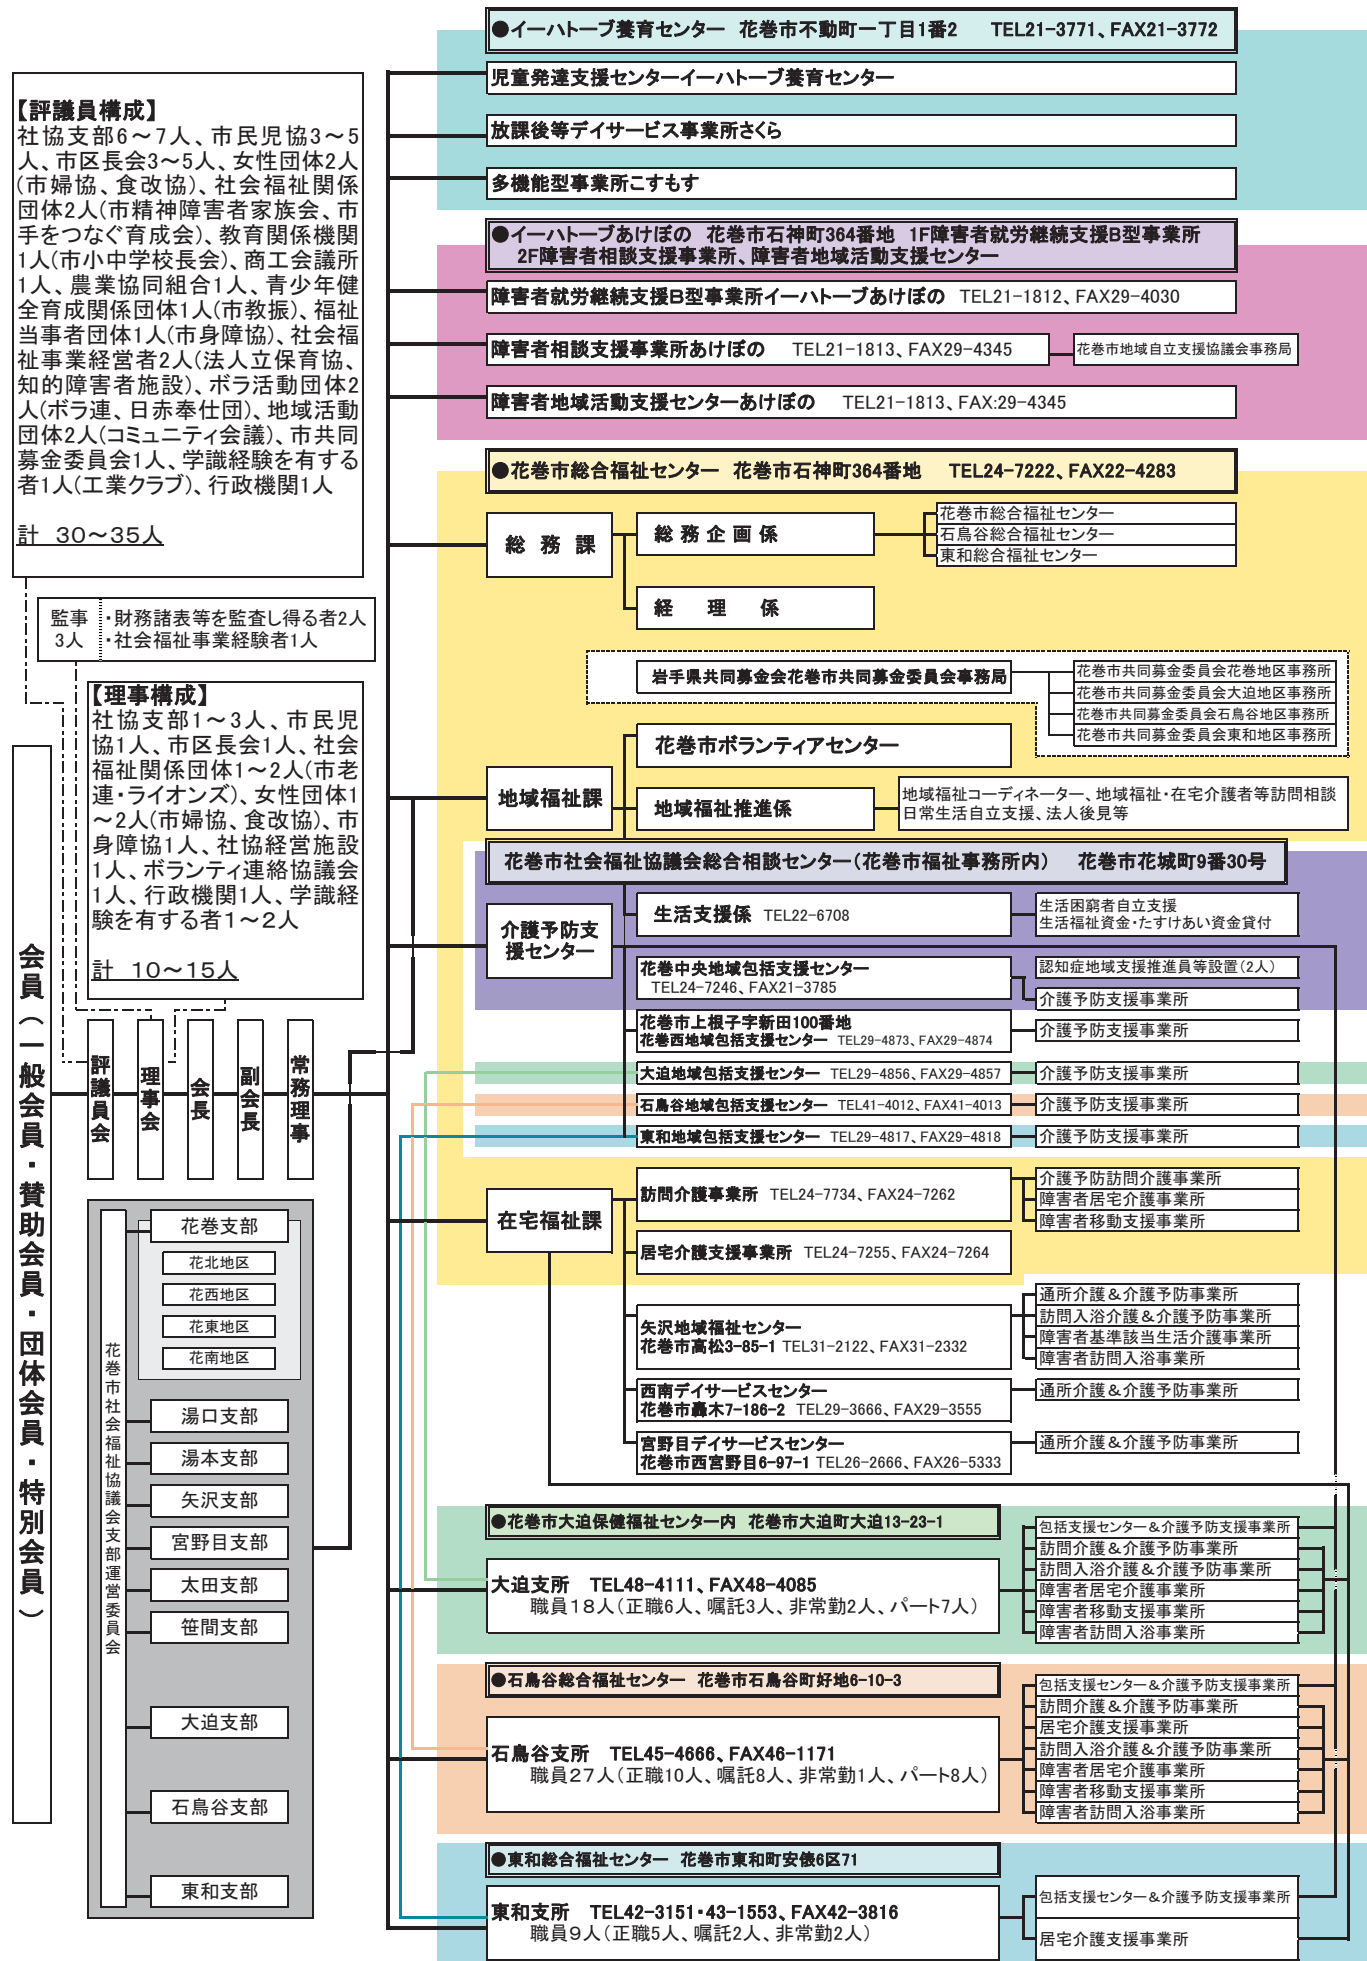 ●イーハトーブ養育センター 花巻市不動町一丁目1番2 TEL21-3771、FAX21-3772
児童発達支援センターイーハトーブ養育センター
放課後等デイサービス事業所さくら
多機能型事業所こすもす
【評議員構成】
社協支部6～7人、市民児協3～5
人、市区長会3～5人、女性団体2人
(市婦協、食改協)、社会福祉関係
団体2人(市精神障害者家族会、市
手をつなぐ育成会)、教育関係機関
1人(市小中学校長会)、商工会議所
1人、農業協同組合1人、青少年健
全育成関係団体1人(市教振)、福祉
当事者団体1人(市身障協)、社会福
祉事業経営者2人(法人立保育協、
知的障害者施設)、ボラ活動団体2
人(ボラ連、日赤奉仕団)、地域活動
団体2人(コミュニティ会議)、市共同
募金委員会1人、学識経験を有する
者1人(工業クラブ)、行政機関1人
計 30～35人
●イーハトーブあけぼの 花巻市石神町364番地 1F障害者就労継続支援B型事業所
2F障害者相談支援事業所、障害者地域活動支援センター
障害者就労継続支援B型事業所イーハトーブあけぼの TEL21-1812、FAX29-4030
障害者相談支援事業所あけぼの TEL21-1813、FAX29-4345
花巻市地域自立支援協議会事務局
障害者地域活動支援センターあけぼの TEL21-1813、FAX:29-4345
●花巻市総合福祉センター 花巻市石神町364番地 TEL24-7222、FAX22-4283
総務課
総務企画係
花巻市総合福祉センター
石鳥谷総合福祉センター
東和総合福祉センター
経理係
監事
3人
・財務諸表等を監査し得る者2人
・社会福祉事業経験者1人
岩手県共同募金会花巻市共同募金委員会事務局
花巻市共同募金委員会花巻地区事務所
花巻市共同募金委員会大迫地区事務所
花巻市共同募金委員会石鳥谷地区事務所
花巻市共同募金委員会東和地区事務所
【理事構成】
社協支部1～3人、市民児
協1人、市区長会1人、社会
福祉関係団体1～2人(市老
連・ライオンズ)、女性団体1
～2人(市婦協、食改協)、市
身障協1人、社協経営施設
1人、ボランティ連絡協議会
1人、行政機関1人、学識経
験を有する者1～2人
計 10～15人
花巻市ボランティアセンター
地域福祉課
地域福祉推進係
地域福祉コーディネーター、地域福祉・在宅介護者等訪問相談
日常生活自立支援、法人後見等
花巻市社会福祉協議会総合相談センター(花巻市福祉事務所内) 花巻市花城町9番30号
介護予防支
援センター
生活支援係 TEL22-6708
生活困窮者自立支援
生活福祉資金・たすけあい資金貸付
花巻中央地域包括支援センター
TEL24-7246、FAX21-3785
認知症地域支援推進員等設置(2人)
介護予防支援事業所
花巻市上根子字新田100番地
花巻西地域包括支援センター TEL29-4873、FAX29-4874
介護予防支援事業所
大迫地域包括支援センター TEL29-4856、FAX29-4857
介護予防支援事業所
石鳥谷地域包括支援センター TEL41-4012、FAX41-4013
介護予防支援事業所
東和地域包括支援センター TEL29-4817、FAX29-4818
介護予防支援事業所
会員(一般会員・賛助会員・団体会員・特別会員)
評議員会
理事会
会長
副会長
常務理事
在宅福祉課
訪問介護事業所 TEL24-7734、FAX24-7262
介護予防訪問介護事業所
障害者居宅介護事業所
障害者移動支援事業所
居宅介護支援事業所 TEL24-7255、FAX24-7264
矢沢地域福祉センター
花巻市高松3-85-1 TEL31-2122、FAX31-2332
通所介護&介護予防事業所
訪問入浴介護&介護予防事業所
障害者基準該当生活介護事業所
障害者訪問入浴事業所
西南デイサービスセンター
花巻市轟木7-186-2 TEL29-3666、FAX29-3555
通所介護&介護予防事業所
宮野目デイサービスセンター
花巻市西宮野目6-97-1 TEL26-2666、FAX26-5333
通所介護&介護予防事業所
花巻市社会福祉協議会支部運営委員会
花巻支部
花北地区
花西地区
花東地区
花南地区
湯口支部
湯本支部
矢沢支部
宮野目支部
太田支部
笹間支部
大迫支部
石鳥谷支部
東和支部
●花巻市大迫保健福祉センター内 花巻市大迫町大迫13-23-1
大迫支所 TEL48-4111、FAX48-4085
職員18人(正職6人、嘱託3人、非常勤2人、パート7人)
包括支援センター&介護予防支援事業所
訪問介護&介護予防事業所
訪問入浴介護&介護予防事業所
障害者居宅介護事業所
障害者移動支援事業所
障害者訪問入浴事業所
●石鳥谷総合福祉センター 花巻市石鳥谷町好地6-10-3
石鳥谷支所 TEL45-4666、FAX46-1171
職員27人(正職10人、嘱託8人、非常勤1人、パート8人)
包括支援センター&介護予防支援事業所
訪問介護&介護予防事業所
居宅介護支援事業所
訪問入浴介護&介護予防事業所
障害者居宅介護事業所
障害者移動支援事業所
障害者訪問入浴事業所
●東和総合福祉センター 花巻市東和町安俵6区71
東和支所 TEL42-3151・43-1553、FAX42-3816
職員9人(正職5人、嘱託2人、非常勤2人)
包括支援センター&介護予防支援事業所
居宅介護支援事業所